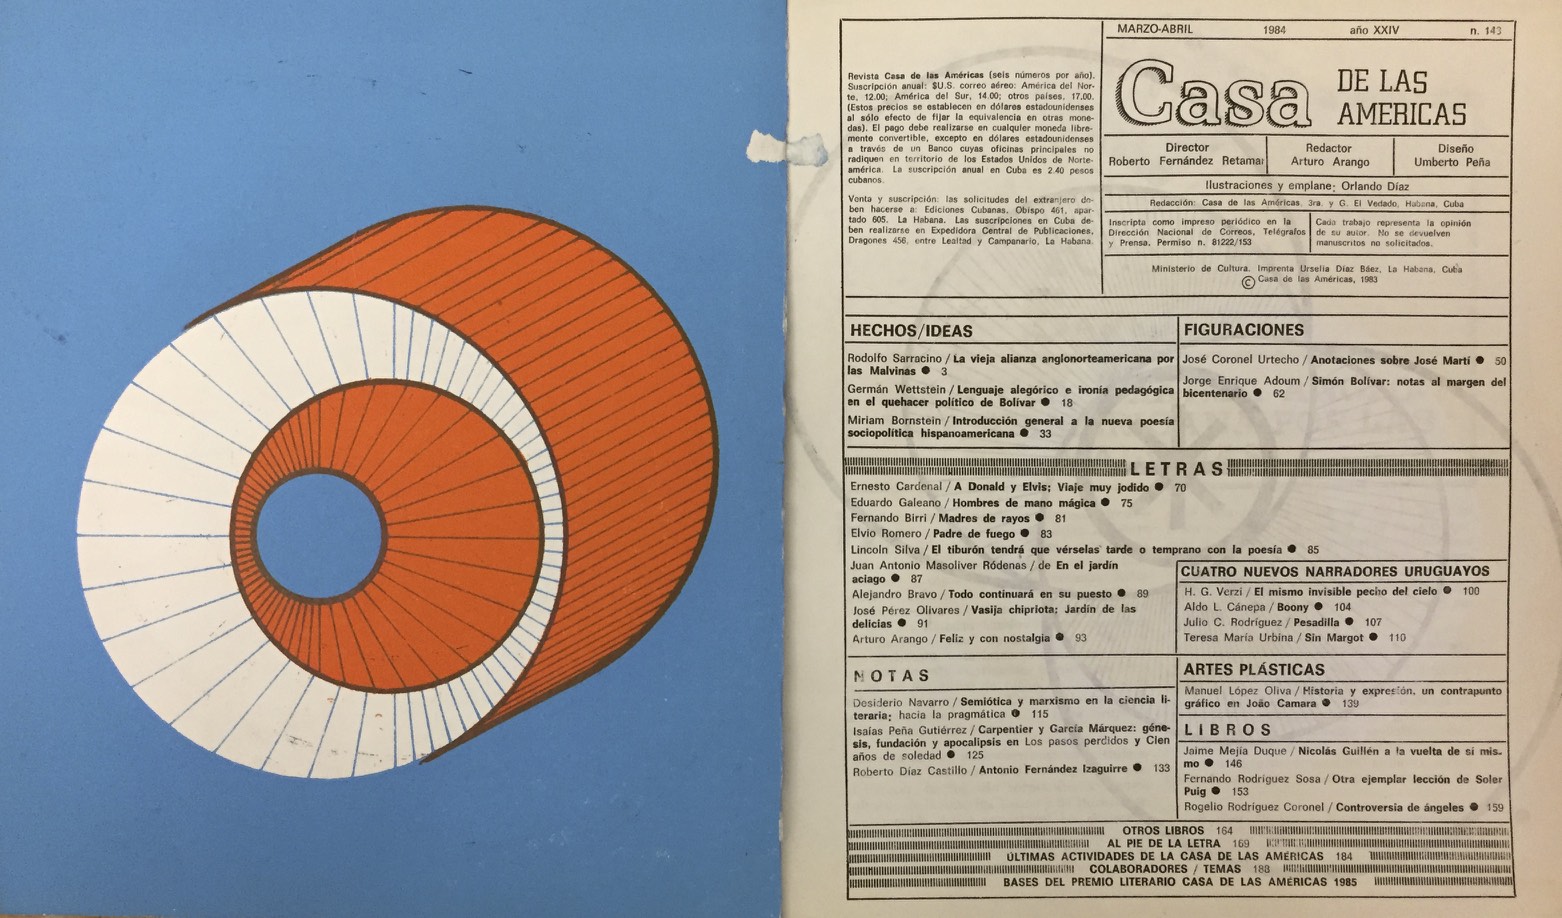 Revista Casa de las Américas (seis números por año).
Suscripción anual: $U.S. correo aéreo: América del Nor-
te, 12.00; América del Sur, 14.00; otros países, 17.00.
(Estos precios se establecen en dólares estadounidenses
al sólo efecto de fijar la equivalencia en otras mone-
das). El pago debe realizarse en cualquier moneda libre-
mente convertible, excepto en dólares estadounidenses
a través de un Banco cuyas oficinas principales no
radiquen en territorio de los Estados Unidos de Norte-
américa. La suscripción anual en Cuba es 2.40 pesos
cubanos.
Venta y suscripción: las solicitudes del extranjero de-
ben hacerse a: Ediciones Cubanas, Obispo 461, apar-
tado 605. La Habana. Las suscripciones en Cuba de-
ben realizarse en Expedidora Central de Publicaciones,
Dragones 456, entre Lealtad y Campanario, La Habana.
MARZO-ABRIL 1984 año XXIV n. 143
Casa DE LAS
AMERICAS
Director
Roberto Fernández Retamar
Redactor
Arturo Arango
Diseño
Umberto Peña
Ilustraciones y emplane: Orlando Díaz
Redacción: Casa de las Américas. 3ra. y G. El Vedado, Habana, Cuba
Inscripta como impreso periódico en la
Dirección Nacional de Correos, Telégrafos
y Prensa. Permiso n. 81222/153
Cada trabajo representa la opinión
de su autor. No se devuelven
manuscritos no solicitados.
Ministerio de Cultura. Imprenta Urselia Díaz Báez, La Habana, Cuba
© Casa de las Américas, 1983
HECHOS/IDEAS
Rodolfo Sarracino / La vieja alianza anglonorteamericana por
las Malvinas ● 3
Germán Wettstein / Lenguaje alegórico e ironía pedagógica
en el quehacer político de Bolívar ● 18
Miriam Bornstein / Introducción general a la nueva poesía
sociopolítica hispanoamericana ● 33
FIGURACIONES
José Coronel Urtecho / Anotaciones sobre José Martí ● 50
Jorge Enrique Adoum / Simón Bolívar: notas al margen del
bicentenario ● 62
LETRAS
Ernesto Cardenal / A Donald y Elvis; Viaje muy jodido ● 70
Eduardo Galeano / Hombres de mano mágica ● 75
Fernando Birri / Madres de rayos ● 81
Elvio Romero / Padre de fuego ● 83
Lincoln Silva / El tiburón tendrá que vérselas tarde o temprano con la poesía ● 85
Juan Antonio Masoliver Ródenas / de En el jardín
aciago ● 87
Alejandro Bravo / Todo continuará en su puesto ● 89
José Pérez Olivares / Vasija chipriota; Jardín de las
delicias ● 91
Arturo Arango / Feliz y con nostalgia ● 93
CUATRO NUEVOS NARRADORES URUGUAYOS
H. G. Verzi / El mismo invisible pecho del cielo ● 100
Aldo L. Cánepa / Boony ● 104
Julio C. Rodríguez / Pesadilla ● 107
Teresa María Urbina / Sin Margot ● 110
NOTAS
Desiderio Navarro / Semiótica y marxismo en la ciencia li-
teraria: hacia la pragmática ● 115
Isaías Peña Gutiérrez / Carpentier y García Márquez: géne-
sis, fundación y apocalipsis en Los pasos perdidos y Cien
años de soledad ● 125
Roberto Díaz Castillo / Antonio Fernández Izaguirre ● 133
ARTES PLÁSTICAS
Manuel López Oliva / Historia y expresión, un contrapunto
gráfico en João Camara ● 139
LIBROS
Jaime Mejía Duque / Nicolás Guillén a la vuelta de sí mis-
mo ● 146
Fernando Rodríguez Sosa / Otra ejemplar lección de Soler
Puig ● 153
Rogelio Rodríguez Coronel / Controversia de ángeles ● 159
OTROS LIBROS 164
AL PIE DE LA LETRA 169
ÚLTIMAS ACTIVIDADES DE LA CASA DE LAS AMÉRICAS 184
COLABORADORES / TEMAS 188
BASES DEL PREMIO LITERARIO CASA DE LAS AMÉRICAS 1985